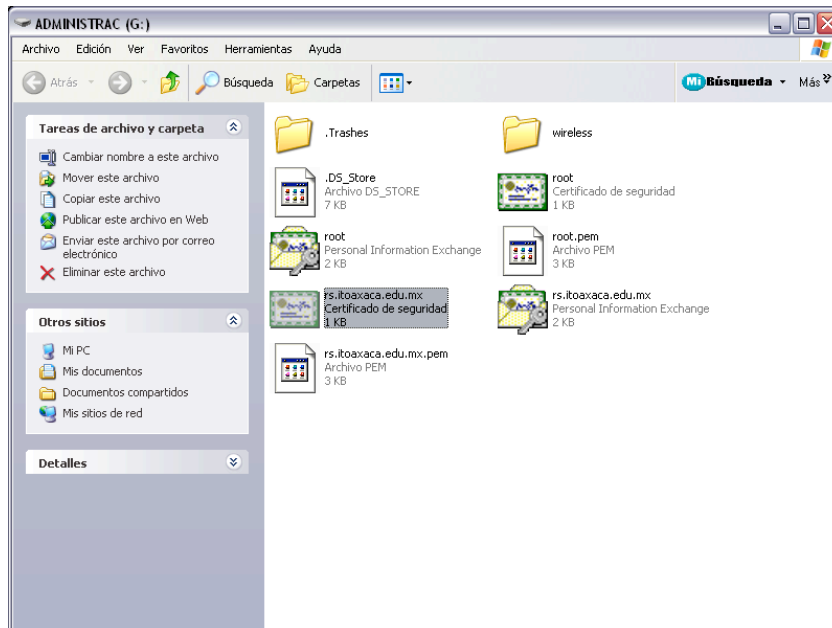 ADMINISTRAC (G:)
Archivo Edición Ver Favoritos Herramientas Ayuda
Atrás Búsqueda Carpetas Mi Búsqueda Más
Tareas de archivo y carpeta
Cambiar nombre a este archivo
Mover este archivo
Copiar este archivo
Publicar este archivo en Web
Enviar este archivo por correo
electrónico
Eliminar este archivo
Otros sitios
Mi PC
Mis documentos
Documentos compartidos
Mis sitios de red
Detalles
.Trashes
wireless
.DS_Store
Archivo DS_STORE
7 KB
root
Certificado de seguridad
1 KB
root
Personal Information Exchange
2 KB
root.pem
Archivo PEM
3 KB
rs.itoaxaca.edu.mx
Certificado de seguridad
1 KB
rs.itoaxaca.edu.mx
Personal Information Exchange
2 KB
rs.itoaxaca.edu.mx.pem
Archivo PEM
3 KB